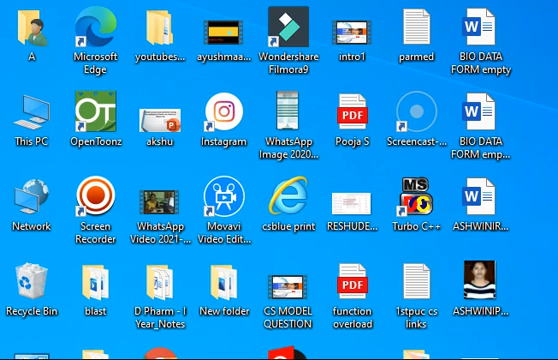 A
Microsoft
Edge
youtubes...
ayushmaa...
Wondershare
Filmora9
intro1
parmed
BIO DATA
FORM empty
This PC
OpenToonz
akshu
Instagram
WhatsApp
Image 2020...
PDF
Pooja S
Screencast-...
BIO DATA
FORM emp...
Network
Screen
Recorder
WhatsApp
Video 2021-...
Movavi
Video Edit...
csblue print
RESHUDE...
MS
Turbo C++
ASHWINIR...
Recycle Bin
blast
D Pharm - I
Year_Notes
New folder
CS MODEL
QUESTION
PDF
function
overload
1stpuc cs
links
ASHWINIP...